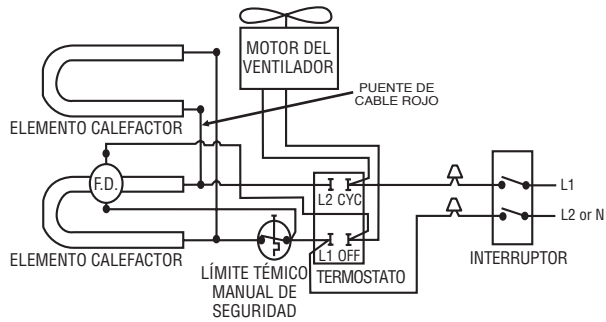 MOTOR DEL
VENTILADOR
PUENTE DE
CABLE ROJO
ELEMENTO CALEFACTOR
F.D.
L2 CYC
L1
L2 or N
L1 OFF
ELEMENTO CALEFACTOR
LÍMITE TÉMICO
MANUAL DE
SEGURIDAD
TERMOSTATO
INTERRUPTOR